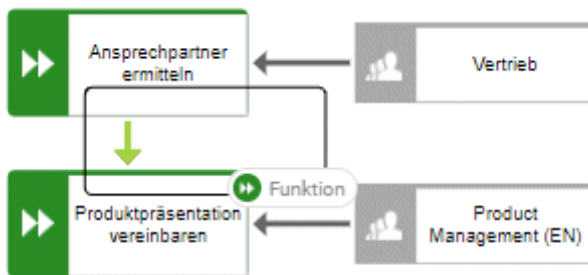 Ansprechpartner
ermitteln
Vertrieb
Funktion
Produktpräsentation
vereinbaren
Product
Management (EN)